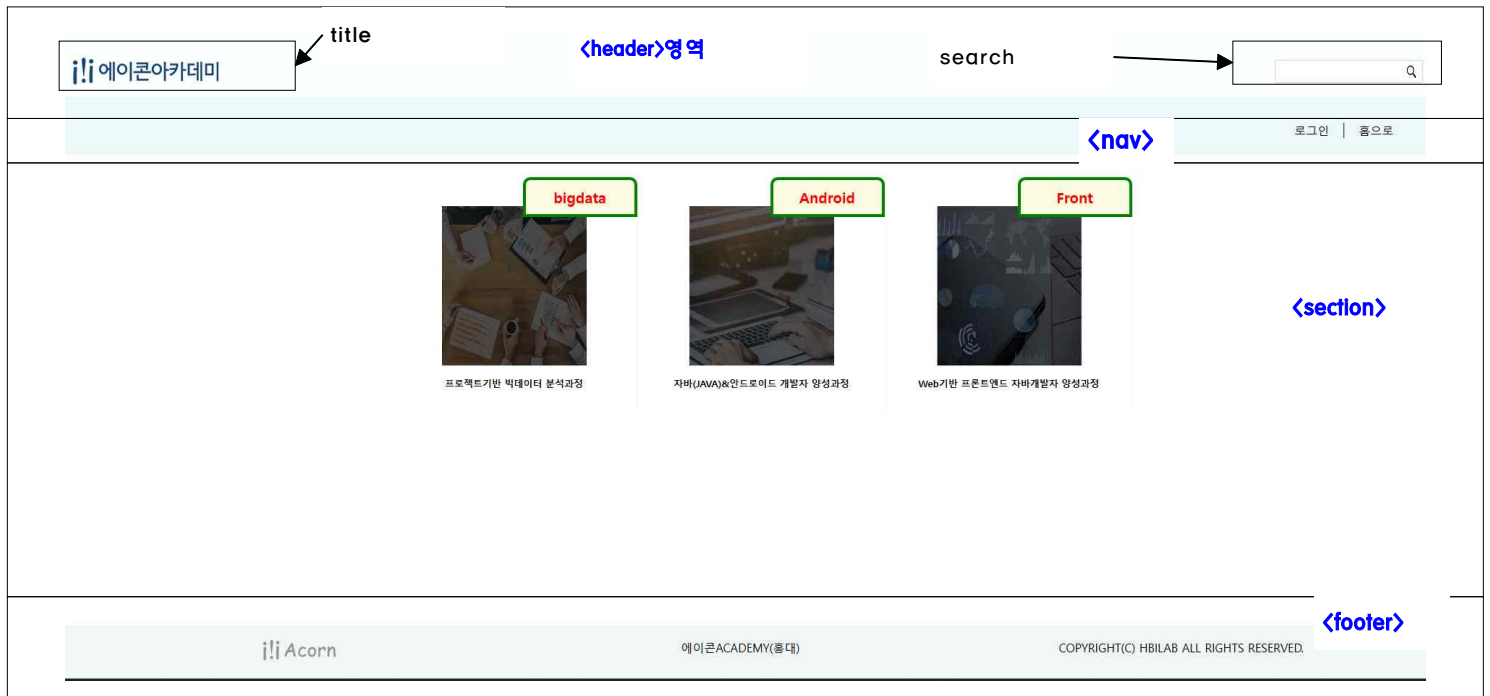 title
<header>영역
search
에이콘아카데미
<nav>
로그인 | 홈으로
bigdata
Android
Front
<section>
프로젝트기반 빅데이터 분석과정
자바(JAVA)&안드로이드 개발자 양성과정
Web기반 프론트엔드 자바개발자 양성과정
<footer>
Acorn
에이콘ACADEMY(홍대)
COPYRIGHT(C) HBILAB ALL RIGHTS RESERVED.